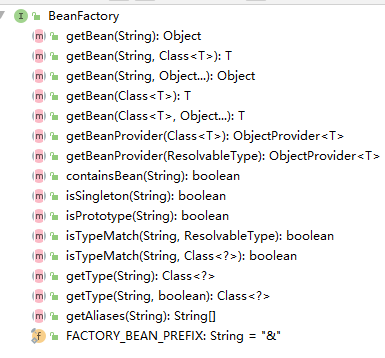 BeanFactory
getBean(String): Object
getBean(String, Class<T>): T
getBean(String, Object...): Object
getBean(Class<T>): T
getBean(Class<T>, Object...): T
getBeanProvider(Class<T>): ObjectProvider<T>
getBeanProvider(ResolvableType): ObjectProvider<T>
containsBean(String): boolean
isSingleton(String): boolean
isPrototype(String): boolean
isTypeMatch(String, ResolvableType): boolean
isTypeMatch(String, Class<?>): boolean
getType(String): Class<?>
getType(String, boolean): Class<?>
getAliases(String): String[]
FACTORY_BEAN_PREFIX: String = "&"